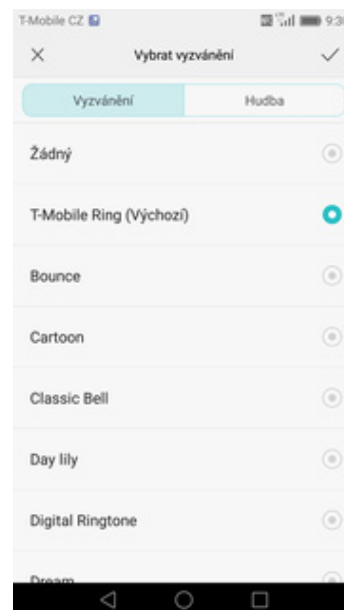 T-Mobile CZ
9:3
Vybrat vyzvánění
Vyzvánění
Hudba
Žádný
T-Mobile Ring (Výchozí)
Bounce
Cartoon
Classic Bell
Day lily
Digital Ringtone
Dream